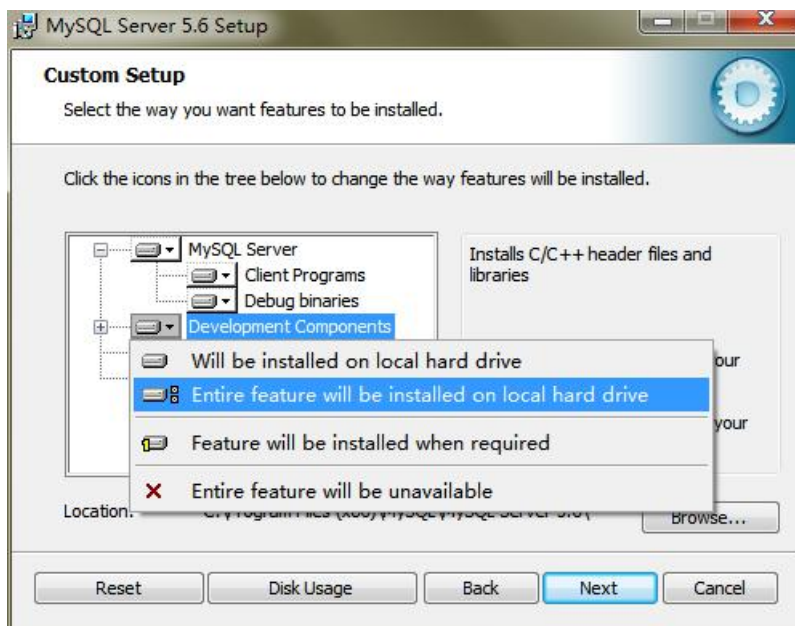 MySQL Server 5.6 Setup
Custom Setup
Select the way you want features to be installed.
Click the icons in the tree below to change the way features will be installed.
MySQL Server
Client Programs
Debug binaries
Development Components
Installs C/C++ header files and
libraries
our
your
Will be installed on local hard drive
Entire feature will be installed on local hard drive
Feature will be installed when required
Entire feature will be unavailable
Location:
Browse...
Reset
Disk Usage
Back
Next
Cancel